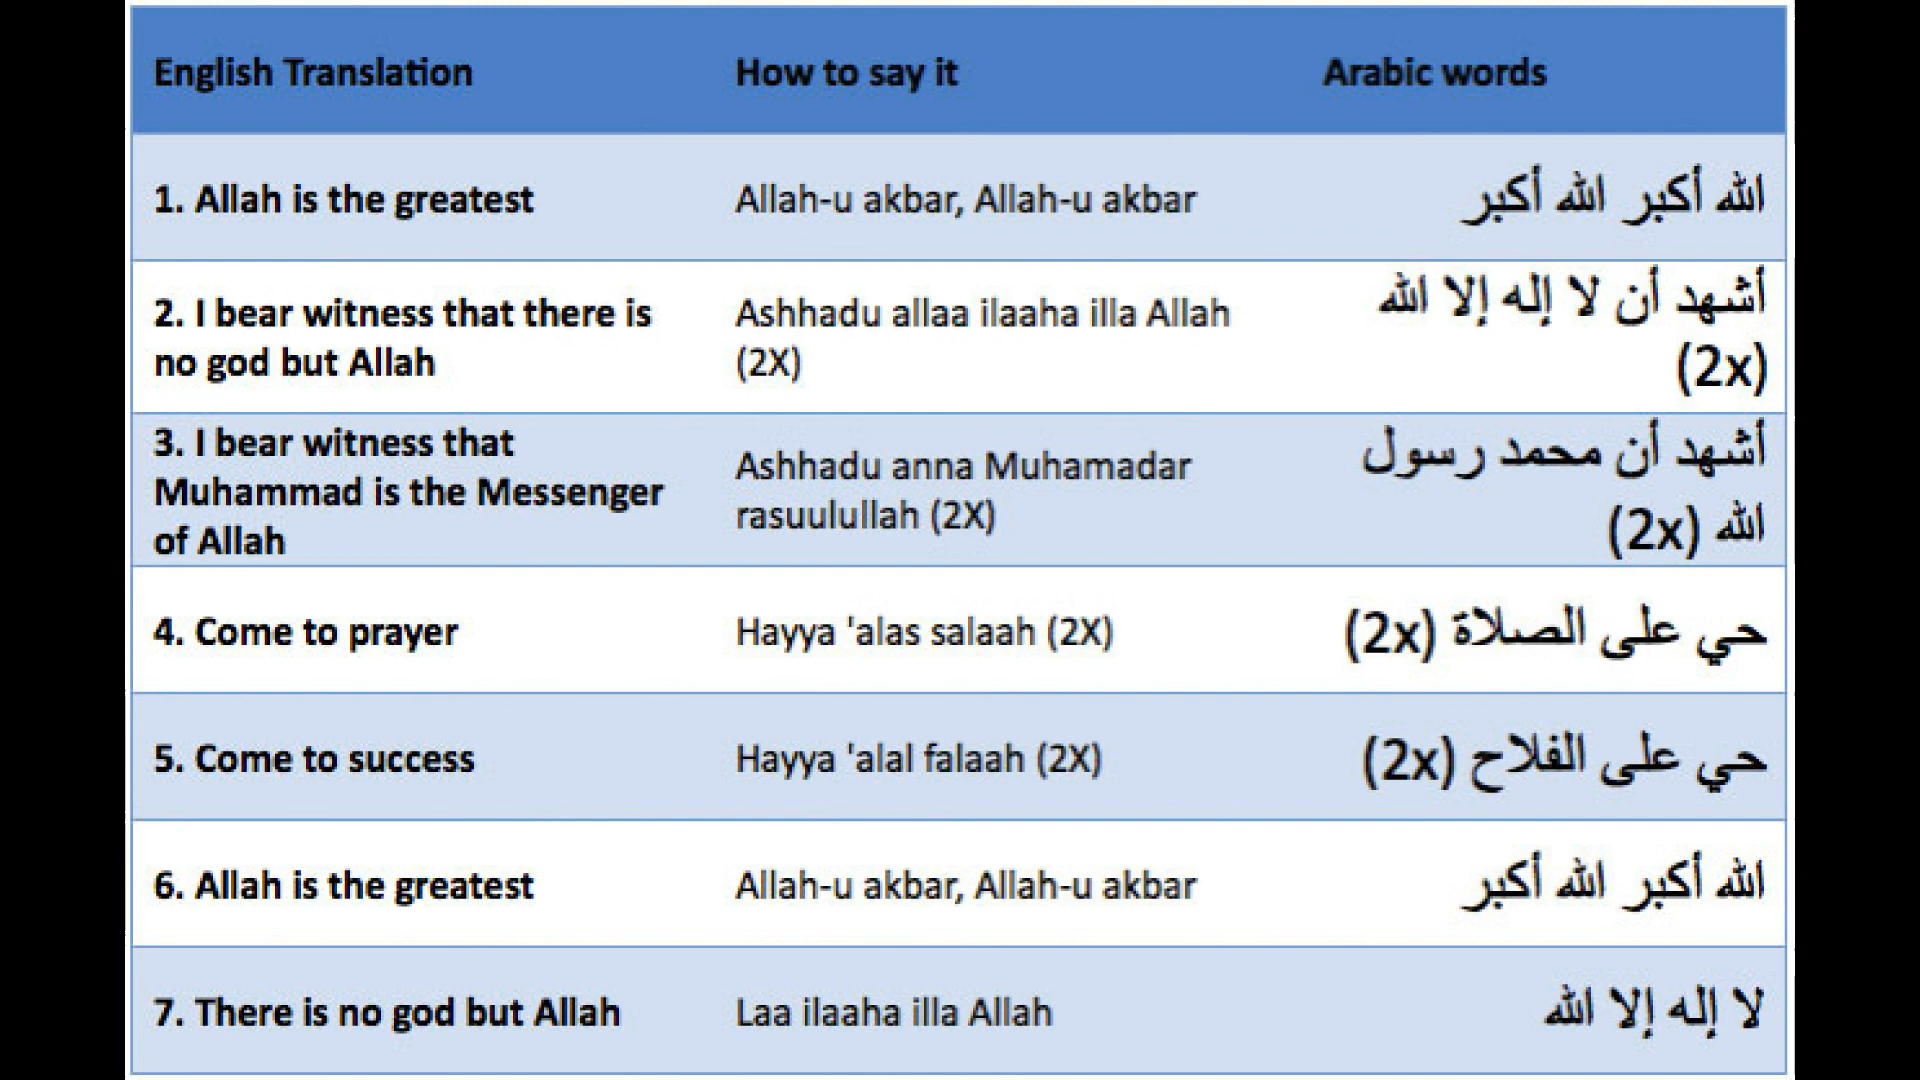 English Translation How to say it Arabic words
1. Allah is the greatest Allah-u akbar, Allah-u akbar الله أكبر الله أكبر
2. I bear witness that there is
no god but Allah
Ashhadu allaa ilaaha illa Allah
(2X)
أشهد أن لا إله إلا الله
(2x)
3. I bear witness that
Muhammad is the Messenger
of Allah
Ashhadu anna Muhamadar
rasuulullah (2X)
أشهد أن محمد رسول
الله (2x)
4. Come to prayer Hayya 'alas salaah (2X) حي على الصلاة (2x)
5. Come to success Hayya 'alal falaah (2X) حي على الفلاح (2x)
6. Allah is the greatest Allah-u akbar, Allah-u akbar الله أكبر الله أكبر
7. There is no god but Allah Laa ilaaha illa Allah لا إله إلا الله